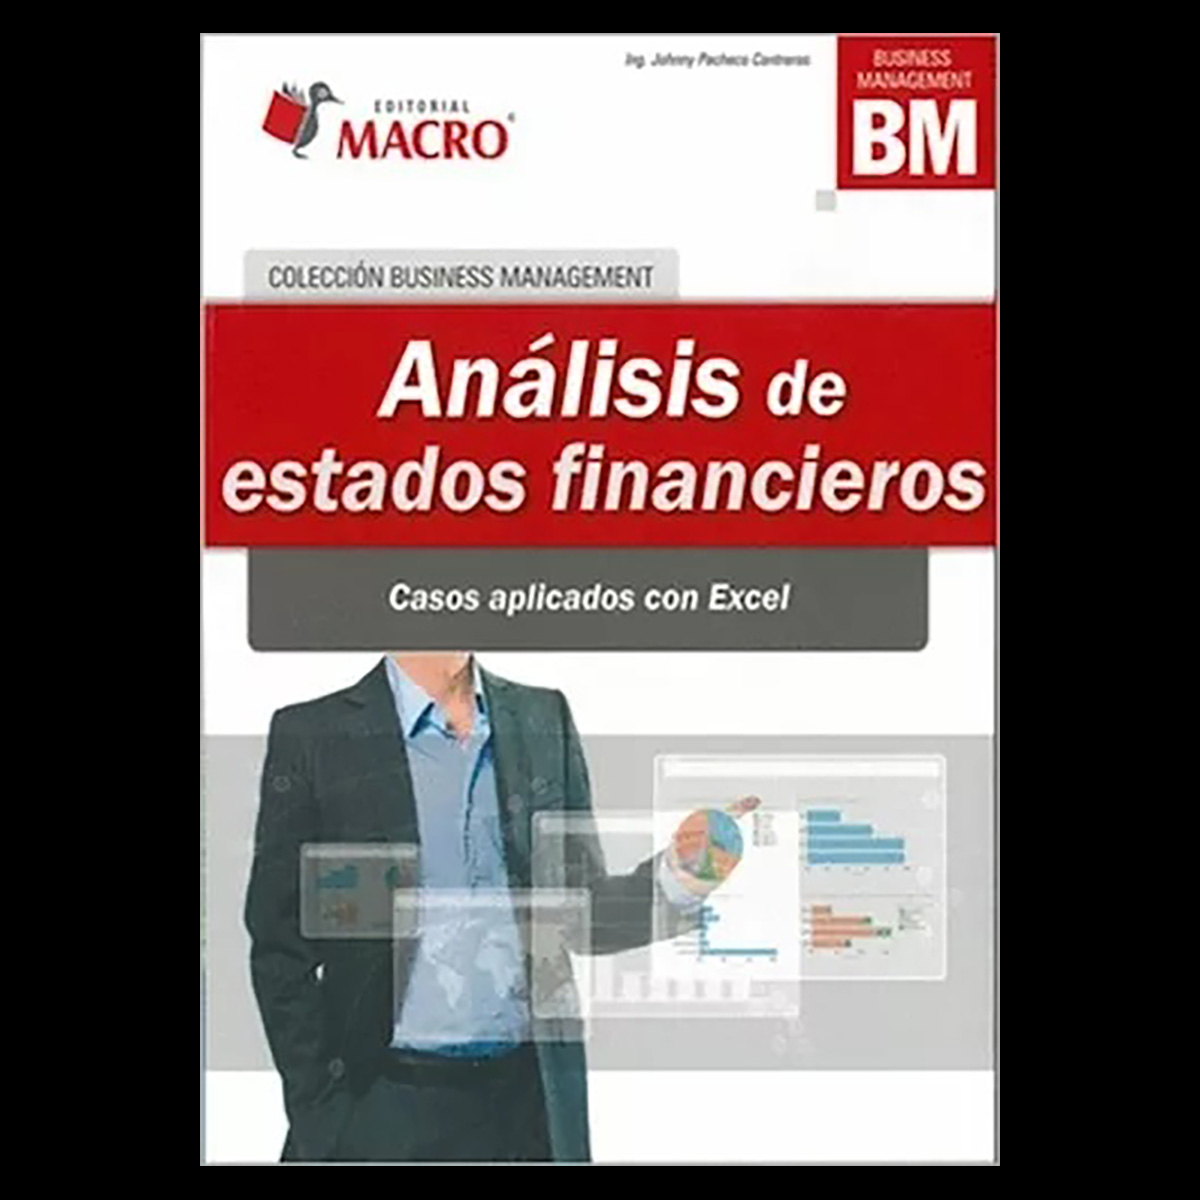 Ing. Johnny Pacheco Contreras
BUSINESS
MANAGEMENT
BM
EDITORIAL
MACRO
COLECCIÓN BUSINESS MANAGEMENT
Análisis de
estados financieros
Casos aplicados con Excel